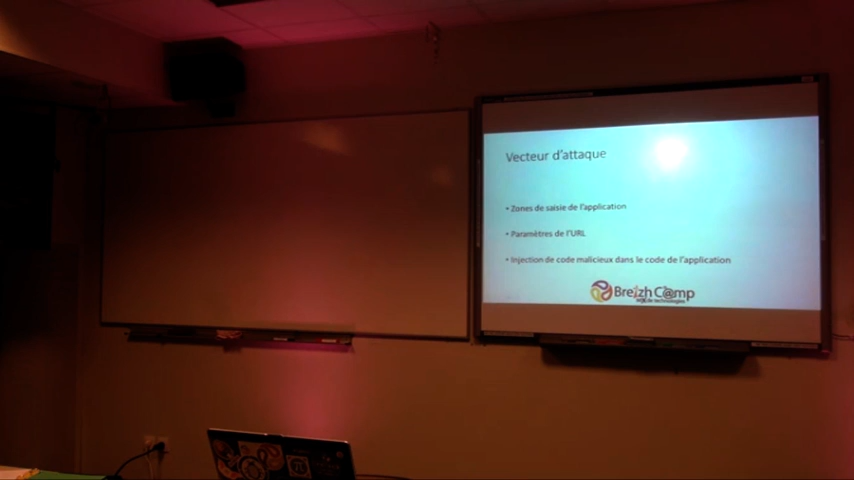 Vecteur d'attaque
• Zones de saisie de l'application
• Paramètres de l'URL
• Injection de code malicieux dans le code de l'application
Breizh C@mp